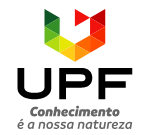 UPF
Conhecimento
é a nossa natureza